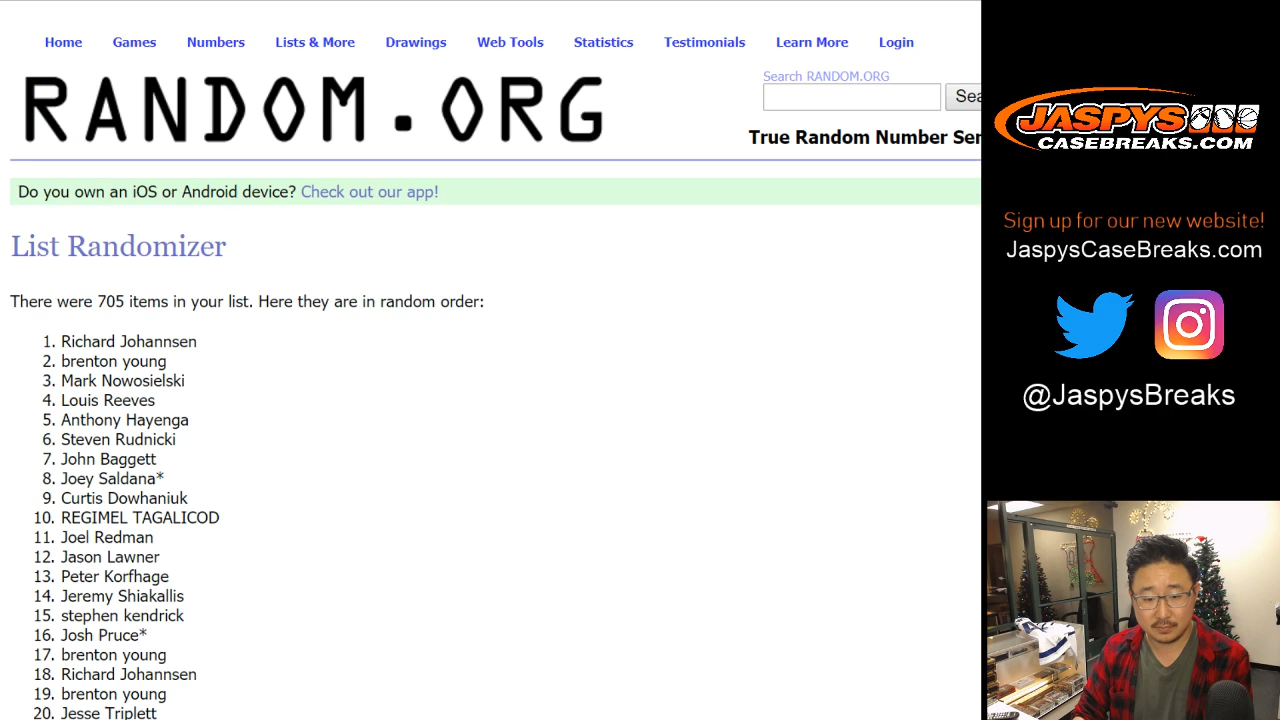 Home Games Numbers Lists & More Drawings Web Tools Statistics Testimonials Learn More Login
RANDOM.ORG
Search RANDOM.ORG
Sea
True Random Number Ser
Do you own an iOS or Android device? Check out our app!
List Randomizer
There were 705 items in your list. Here they are in random order:
1. Richard Johannsen
2. brenton young
3. Mark Nowosielski
4. Louis Reeves
5. Anthony Hayenga
6. Steven Rudnicki
7. John Baggett
8. Joey Saldana*
9. Curtis Dowhaniuk
10. REGIMEL TAGALICOD
11. Joel Redman
12. Jason Lawner
13. Peter Korfhage
14. Jeremy Shiakallis
15. stephen kendrick
16. Josh Pruce*
17. brenton young
18. Richard Johannsen
19. brenton young
20. Jesse Triplett
JASPYS
CASEBREAKS.COM
Sign up for our new website!
JaspysCaseBreaks.com
@JaspysBreaks